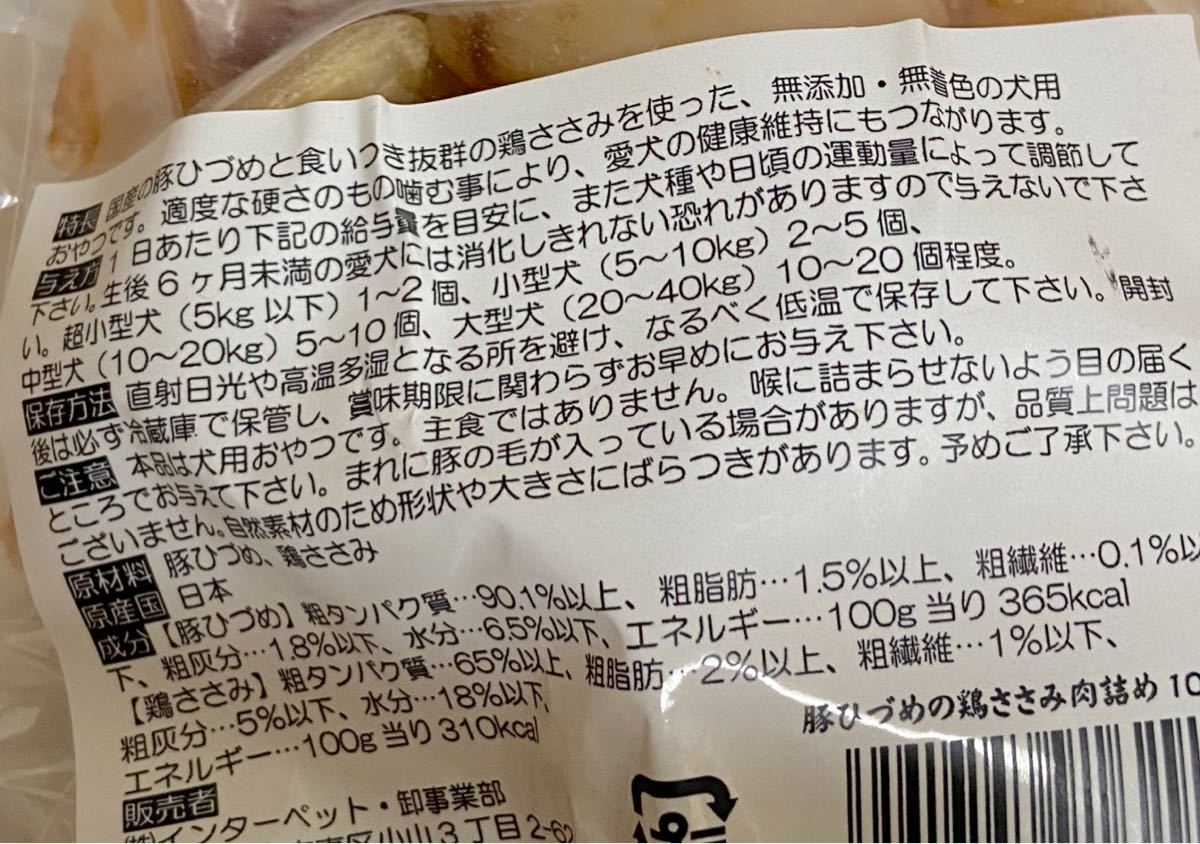 特長 国産の豚ひづめと食いつき抜群の鶏ささみを使った、無添加・無着色の犬用
おやつです。適度な硬さのもの噛む事により、愛犬の健康維持にもつながります。
与え方 1日あたり下記の給与量を目安に、また犬種や日頃の運動量によって調節して
下さい。生後6ヶ月未満の愛犬には消化しきれない恐れがありますので与えないで下さ
い。超小型犬(5kg以下)1〜2個、小型犬(5〜10kg)2〜5個、
中型犬(10〜20kg)5〜10個、大型犬(20〜40kg)10〜20個程度。
保存方法 直射日光や高温多湿となる所を避け、なるべく低温で保存して下さい。開封
後は必ず冷蔵庫で保管し、賞味期限に関わらずお早めにお与え下さい。
ご注意 本品は犬用おやつです。主食ではありません。喉に詰まらせないよう目の届く
ところでお与えて下さい。まれに豚の毛が入っている場合がありますが、品質上問題は
ございません。自然素材のため形状や大きさにばらつきがあります。予めご了承下さい。
原材料 豚ひづめ、鶏ささみ
原産国 日本
成分 【豚ひづめ】粗タンパク質…90.1%以上、粗脂肪…1.5%以上、粗繊維…0.1%以
下、粗灰分…1.8%以下、水分…6.5%以下、エネルギー…100g当り365kcal
【鶏ささみ】粗タンパク質…65%以上、粗脂肪…2%以上、粗繊維…1%以下、
粗灰分…5%以下、水分…18%以下、
エネルギー…100g当り310kcal
豚ひづめの鶏ささみ肉詰め 10
販売者
㈱インターペット・卸事業部
区小山3丁目2-62